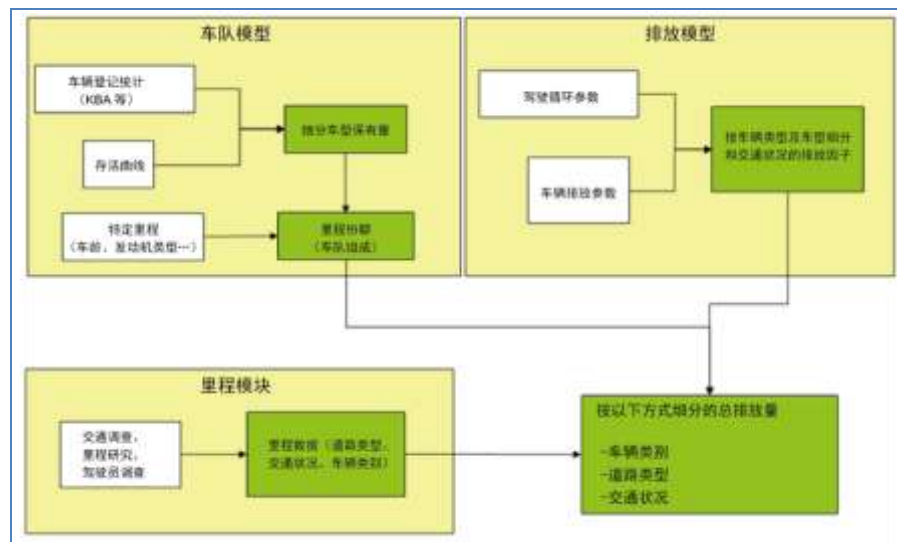 车队模型
车辆登记统计
（KBA 等）
存活曲线
细分车型保有量
特定里程
（车龄、发动机类型…）
里程份额
（车队组成）
排放模型
驾驶循环参数
车辆排放参数
按车辆类型及车型细分
和交通状况的排放因子
里程模块
交通调查，
里程研究，
驾驶员调查
里程数据（道路类型、
交通状况、车辆类别）
按以下方式细分的总排放量
-车辆类别
-道路类型
-交通状况